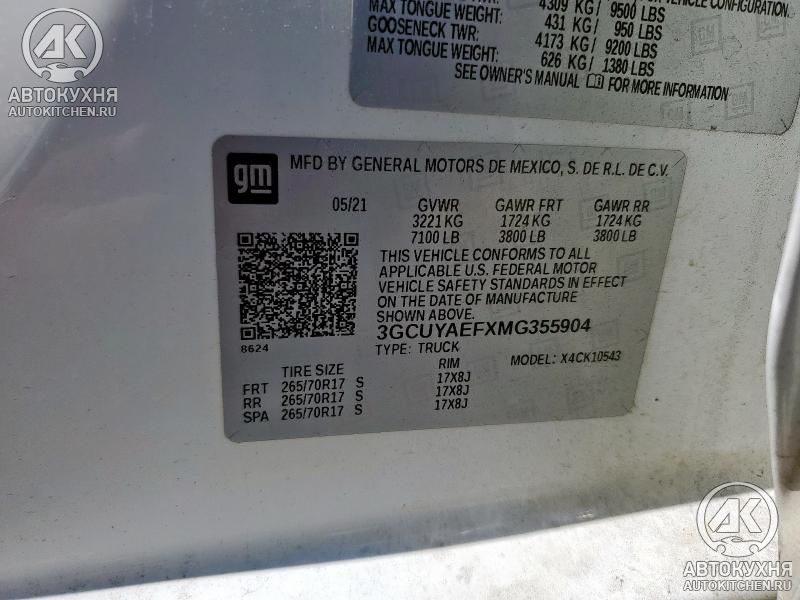 VEHICLE CONFIGURATION.
MAX TONGUE WEIGHT: 4309 KG/ 9500 LBS
GOOSENECK TWR: 431 KG/ 950 LBS
MAX TONGUE WEIGHT: 4173 KG/ 9200 LBS
626 KG/ 1380 LBS
SEE OWNER'S MANUAL FOR MORE INFORMATION
GM
AK
АВТОКУХНЯ
AUTOKITCHEN.RU
gm
MFD BY GENERAL MOTORS DE MEXICO, S. DE R.L. DE C.V.
05/21 GVWR GAWR FRT GAWR RR
3221 KG 1724 KG 1724 KG
7100 LB 3800 LB 3800 LB
THIS VEHICLE CONFORMS TO ALL
APPLICABLE U.S. FEDERAL MOTOR
VEHICLE SAFETY STANDARDS IN EFFECT
ON THE DATE OF MANUFACTURE
SHOWN ABOVE.
3GCUYAEFXMG355904
8624
TYPE: TRUCK MODEL: X4CK10543
TIRE SIZE RIM
FRT 265/70R17 S 17X8J
RR 265/70R17 S 17X8J
SPA 265/70R17 S 17X8J
AK
АВТОКУХНЯ
AUTOKITCHEN.RU